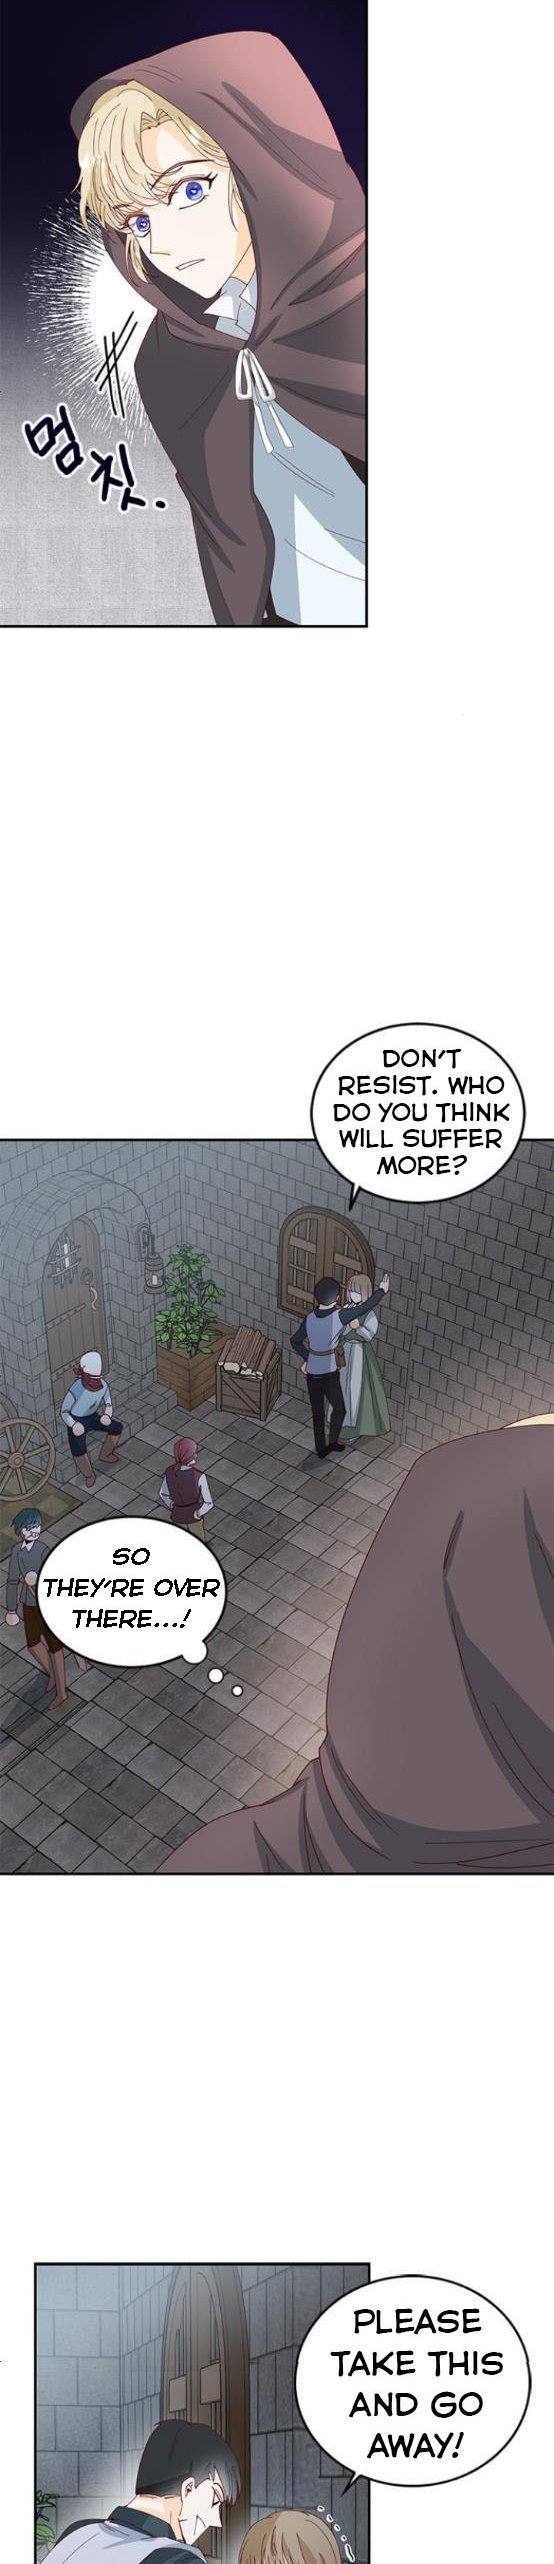 멈칫.
DON'T
RESIST. WHO
DO YOU THINK
WILL SUFFER
MORE?
SO
THEY'RE OVER
THERE...!
PLEASE
TAKE THIS
AND GO
AWAY!